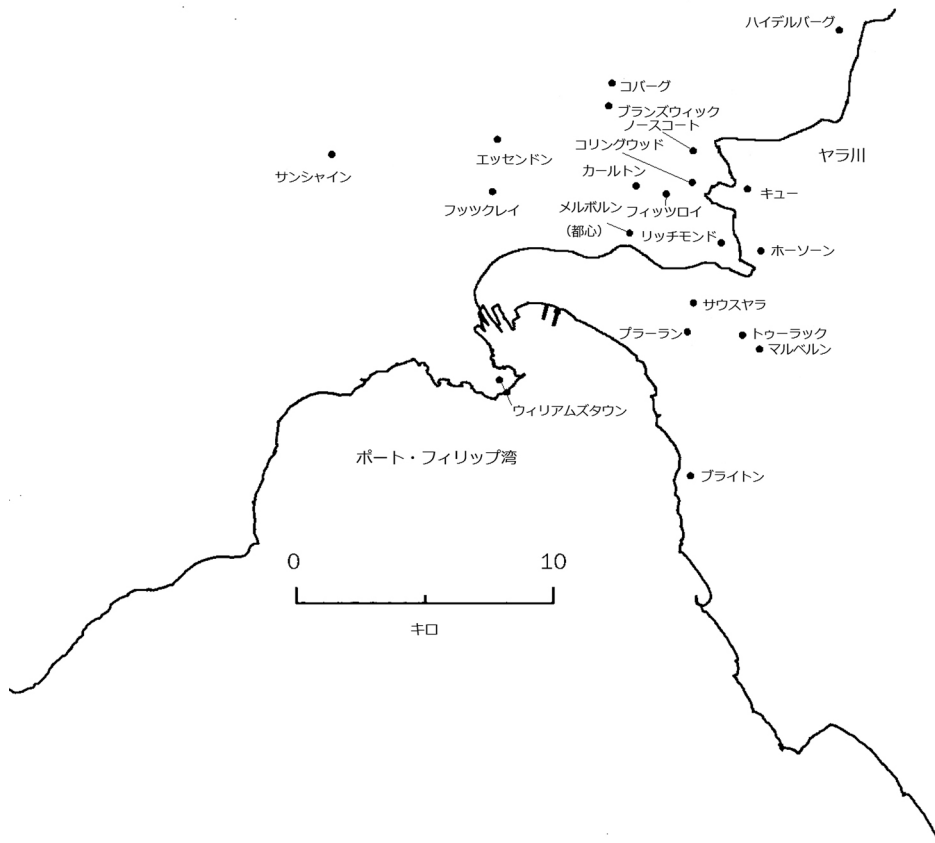 ハイデルバーグ
コバーグ
ブランズウィック
ノースコート
コリングウッド
ヤラ川
エッセンドン
カールトン
サンシャイン
キュー
フッツクレイ
メルボルン
(都心)
フィッツロイ
リッチモンド
ホーソーン
サウスヤラ
プラーラン
トゥーラック
マルベルン
ウィリアムズタウン
ポート・フィリップ湾
ブライトン
0
10
キロ